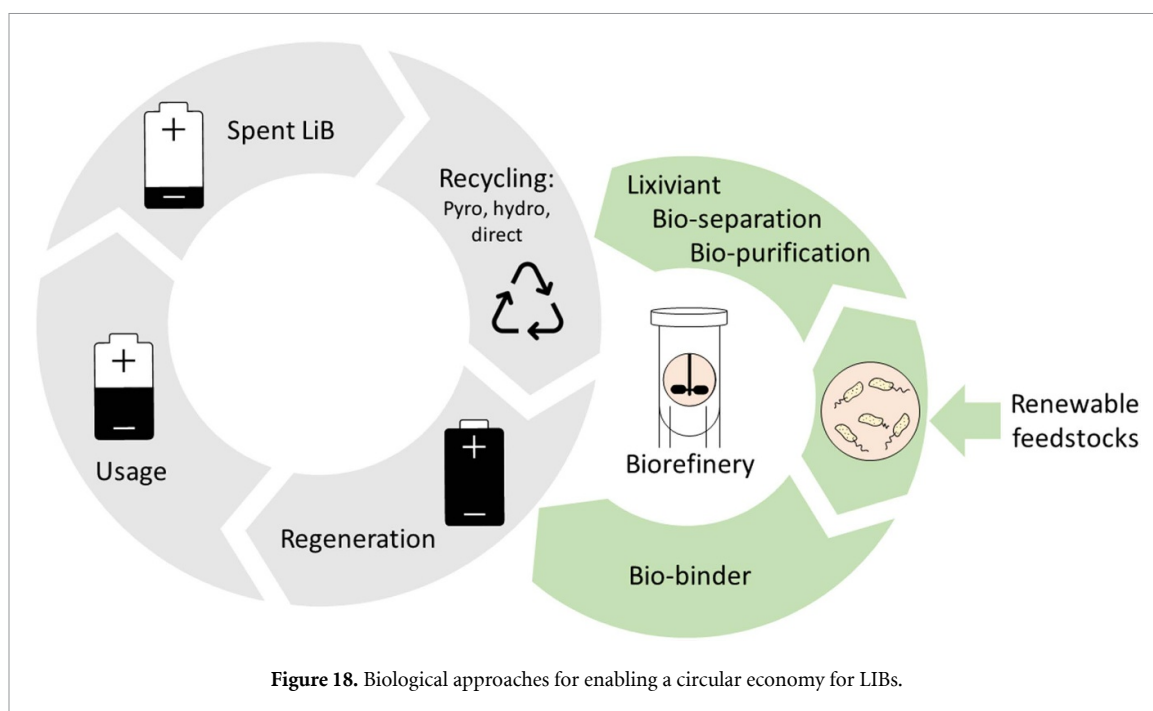 Spent LiB
Recycling:
Pyro, hydro,
direct
Lixiviant
Bio-separation
Bio-purification
Usage
Regeneration
Biorefinery
Renewable
feedstocks
Bio-binder
Figure 18. Biological approaches for enabling a circular economy for LIBs.